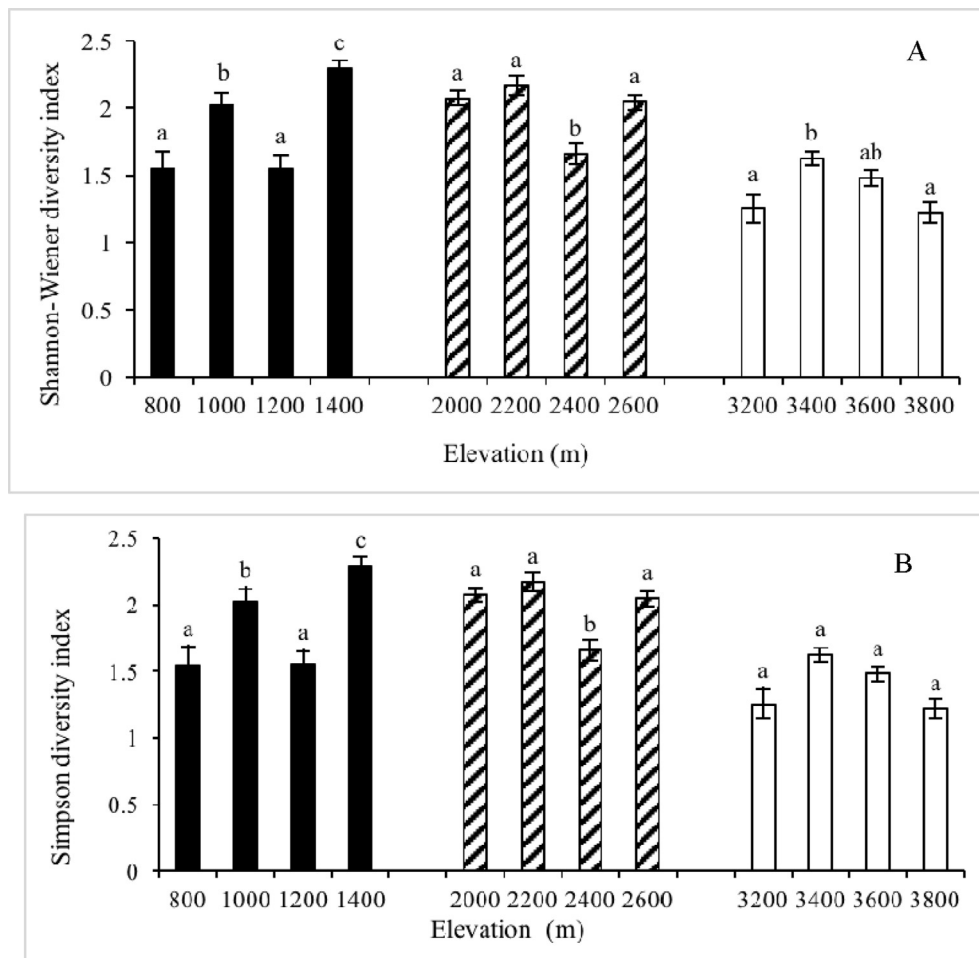 A
Shannon-Wiener diversity index
2.5
2
1.5
1
0.5
0
a b a c a a b a a b ab a
800 1000 1200 1400 2000 2200 2400 2600 3200 3400 3600 3800
Elevation (m)
B
Simpson diversity index
2.5
2
1.5
1
0.5
0
a b a c a a b a a a a a
800 1000 1200 1400 2000 2200 2400 2600 3200 3400 3600 3800
Elevation (m)